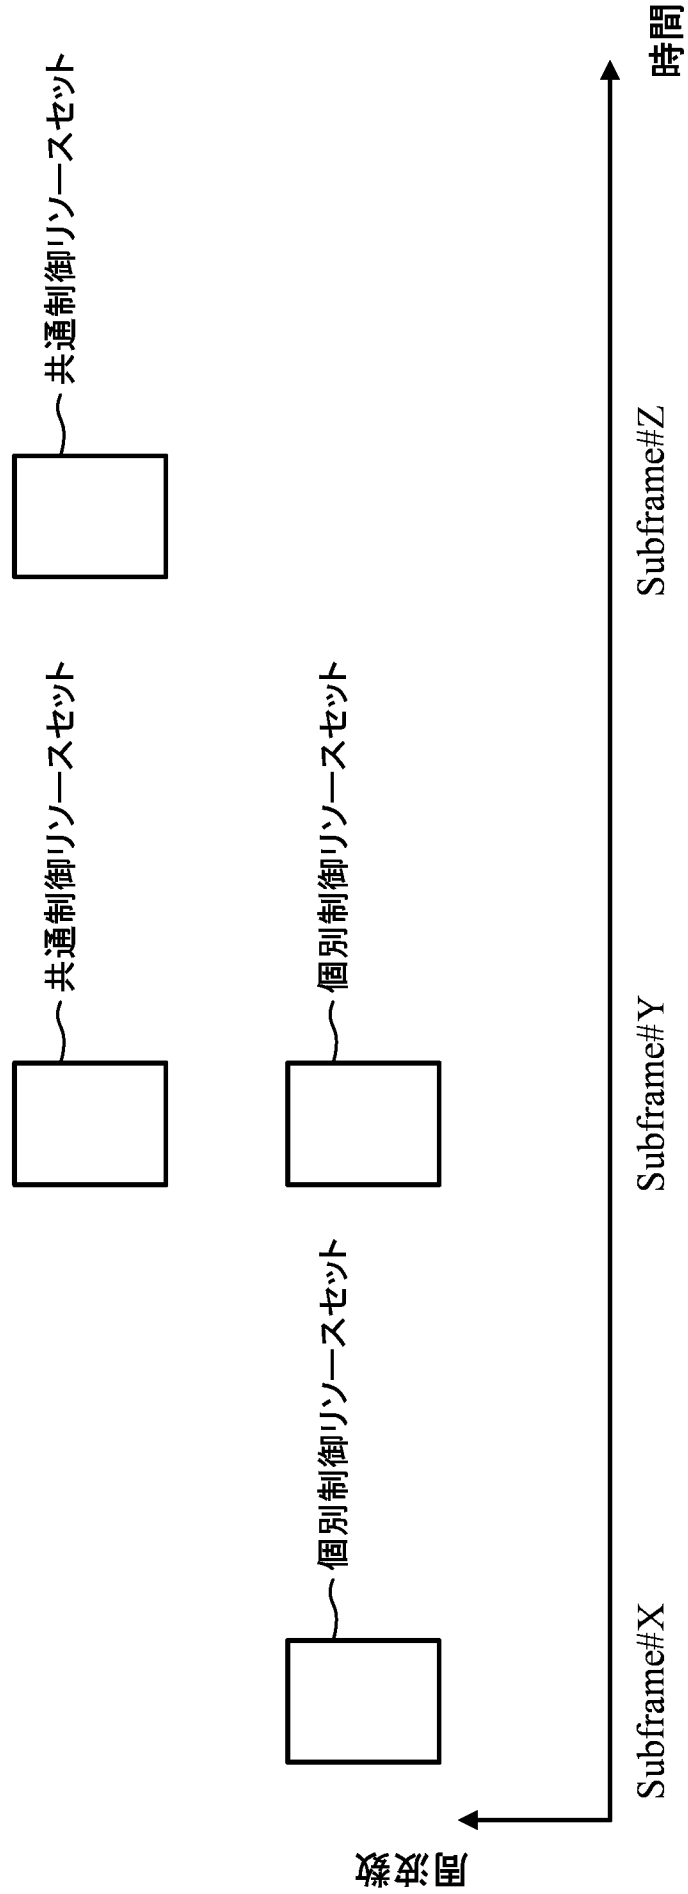 周波数
共通制御リソースセット
共通制御リソースセット
個別制御リソースセット
個別制御リソースセット
Subframe#X
Subframe#Y
Subframe#Z
時間